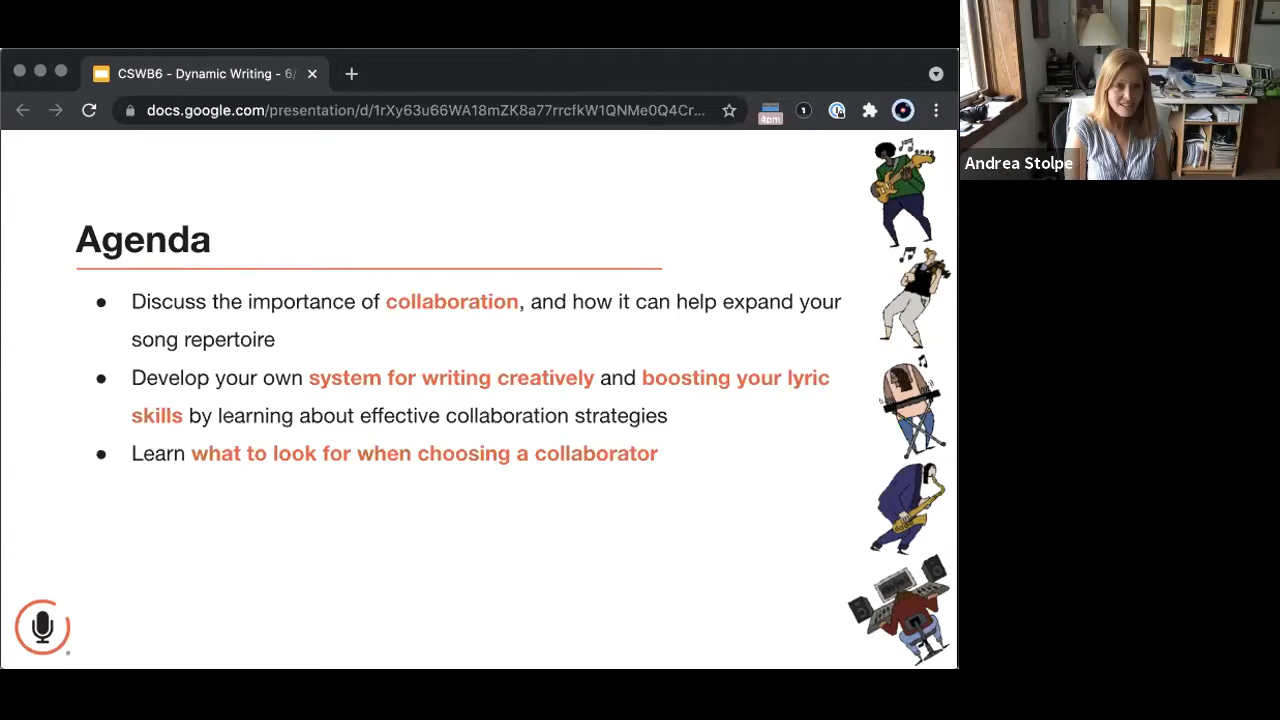 CSWB6 - Dynamic Writing - 6/
docs.google.com/presentation/d/1rXy63u66WA18mZK8a77rrcfkW1QNMe0Q4Cr...
4pm
1
Andrea Stolpe
Agenda
● Discuss the importance of collaboration, and how it can help expand your
song repertoire
● Develop your own system for writing creatively and boosting your lyric
skills by learning about effective collaboration strategies
● Learn what to look for when choosing a collaborator